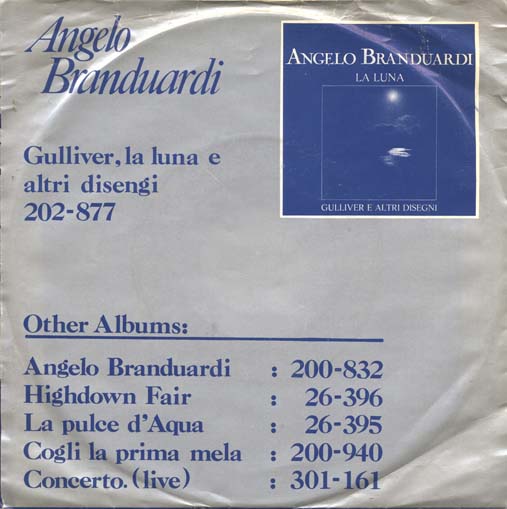 Angelo
Branduardi
ANGELO BRANDUARDI
LA LUNA
GULLIVER E ALTRI DISEGNI
Gulliver, la luna e
altri disengi
202-877
Other Albums:
Angelo Branduardi : 200-832
Highdown Fair : 26-396
La pulce d'Aqua : 26-395
Cogli la prima mela : 200-940
Concerto. (live) : 301-161